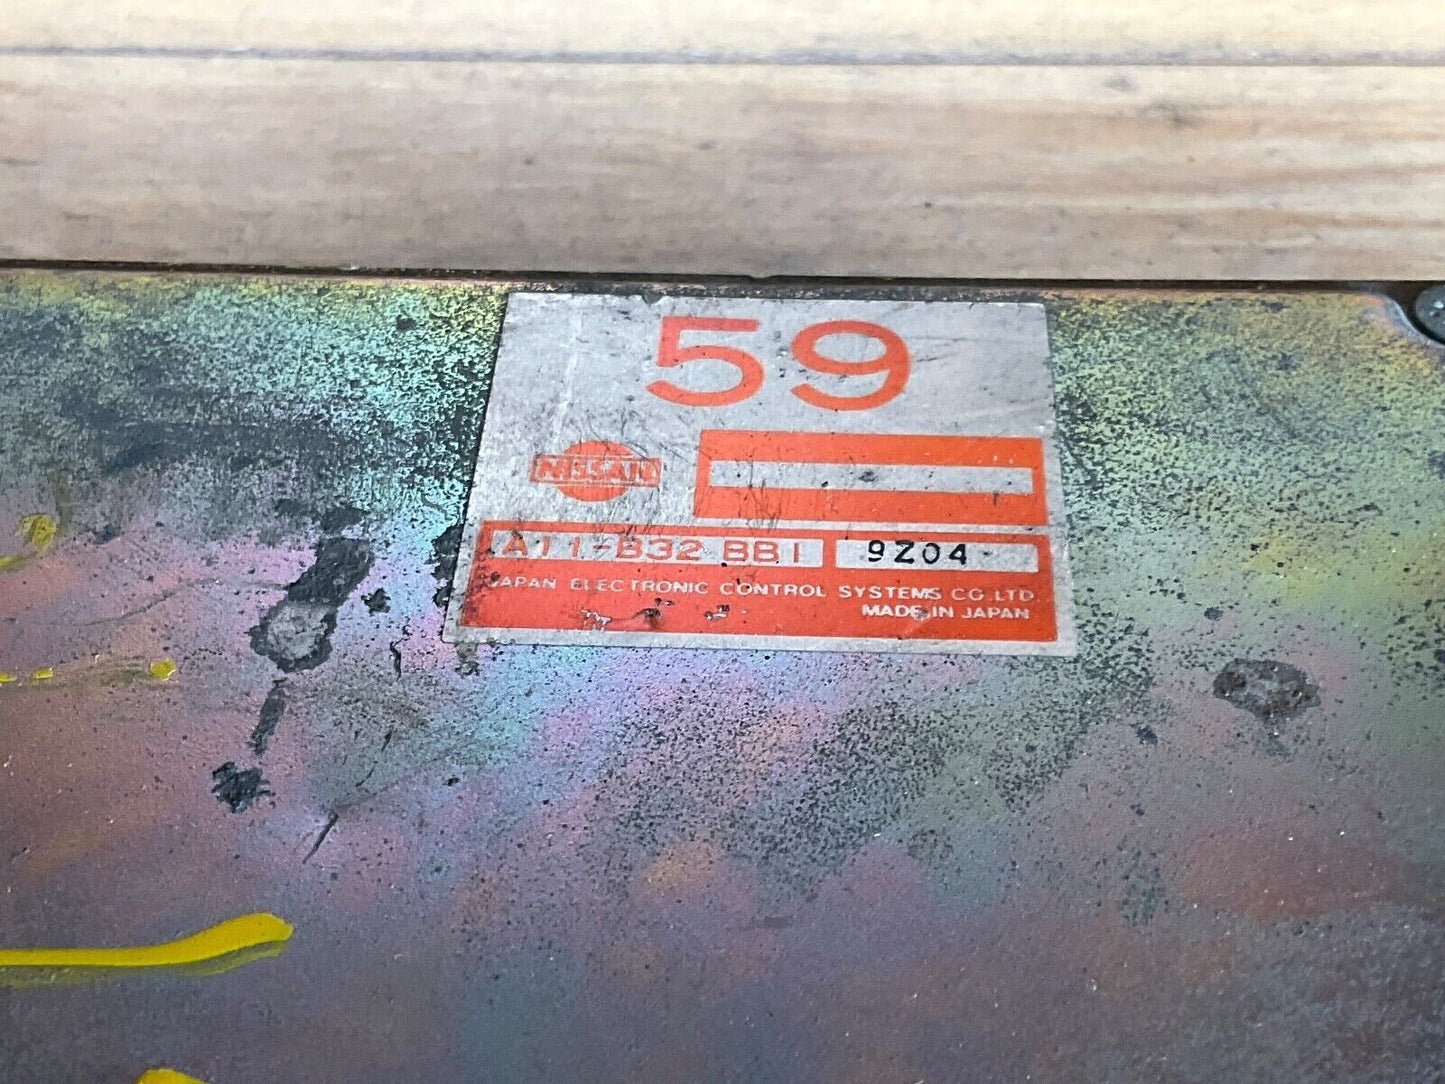 59
NISSAN
A11-B32 BB1 9Z04
JAPAN ELECTRONIC CONTROL SYSTEMS CO.LTD.
MADE IN JAPAN